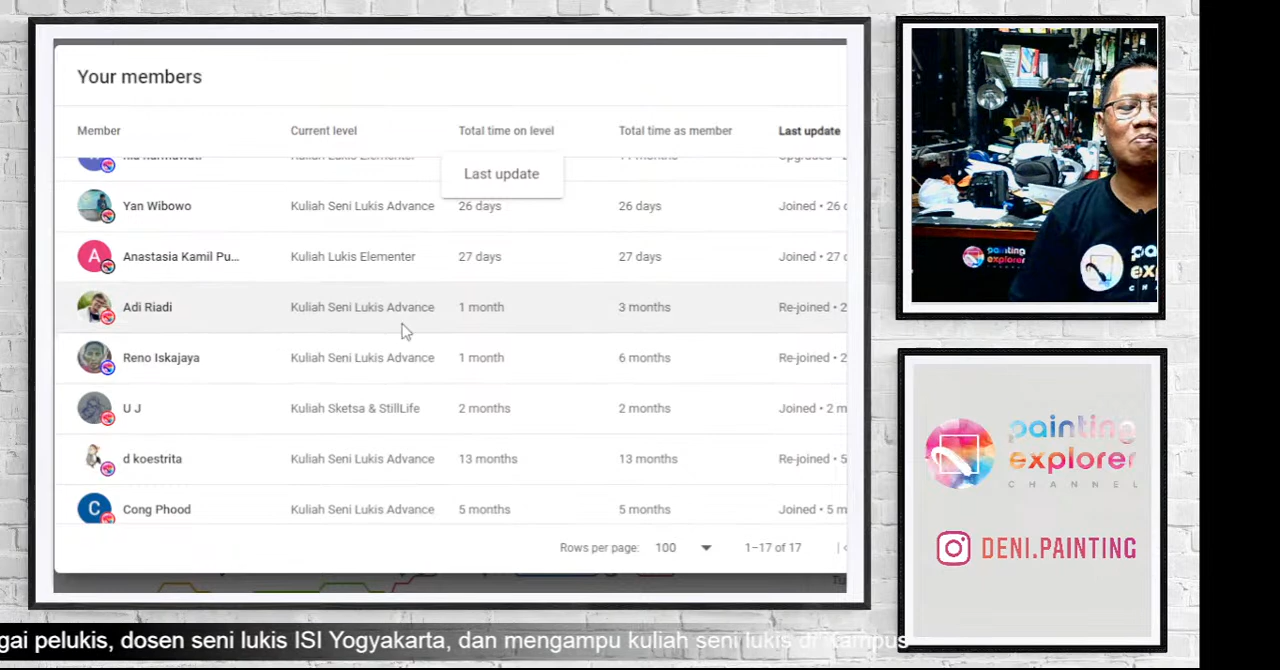 Your members
Member Current level Total time on level Total time as member Last update
Last update
Yan Wibowo Kuliah Seni Lukis Advance 26 days 26 days Joined • 26
Anastasia Kamil Pu... Kuliah Lukis Elementer 27 days 27 days Joined • 27
Adi Riadi Kuliah Seni Lukis Advance 1 month 3 months Re-joined • 2
Reno Iskajaya Kuliah Seni Lukis Advance 1 month 6 months Re-joined • 2
U J Kuliah Sketsa & StillLife 2 months 2 months Joined • 2 m
d koestrita Kuliah Seni Lukis Advance 13 months 13 months Re-joined • 5
Cong Phood Kuliah Seni Lukis Advance 5 months 5 months Joined • 5 m
Rows per page: 100 1–17 of 17
painting
explorer
painting
explorer
CHANNEL
DENI.PAINTING
gai pelukis, dosen seni lukis ISI Yogyakarta, dan mengampu kuliah seni lukis di Kampus